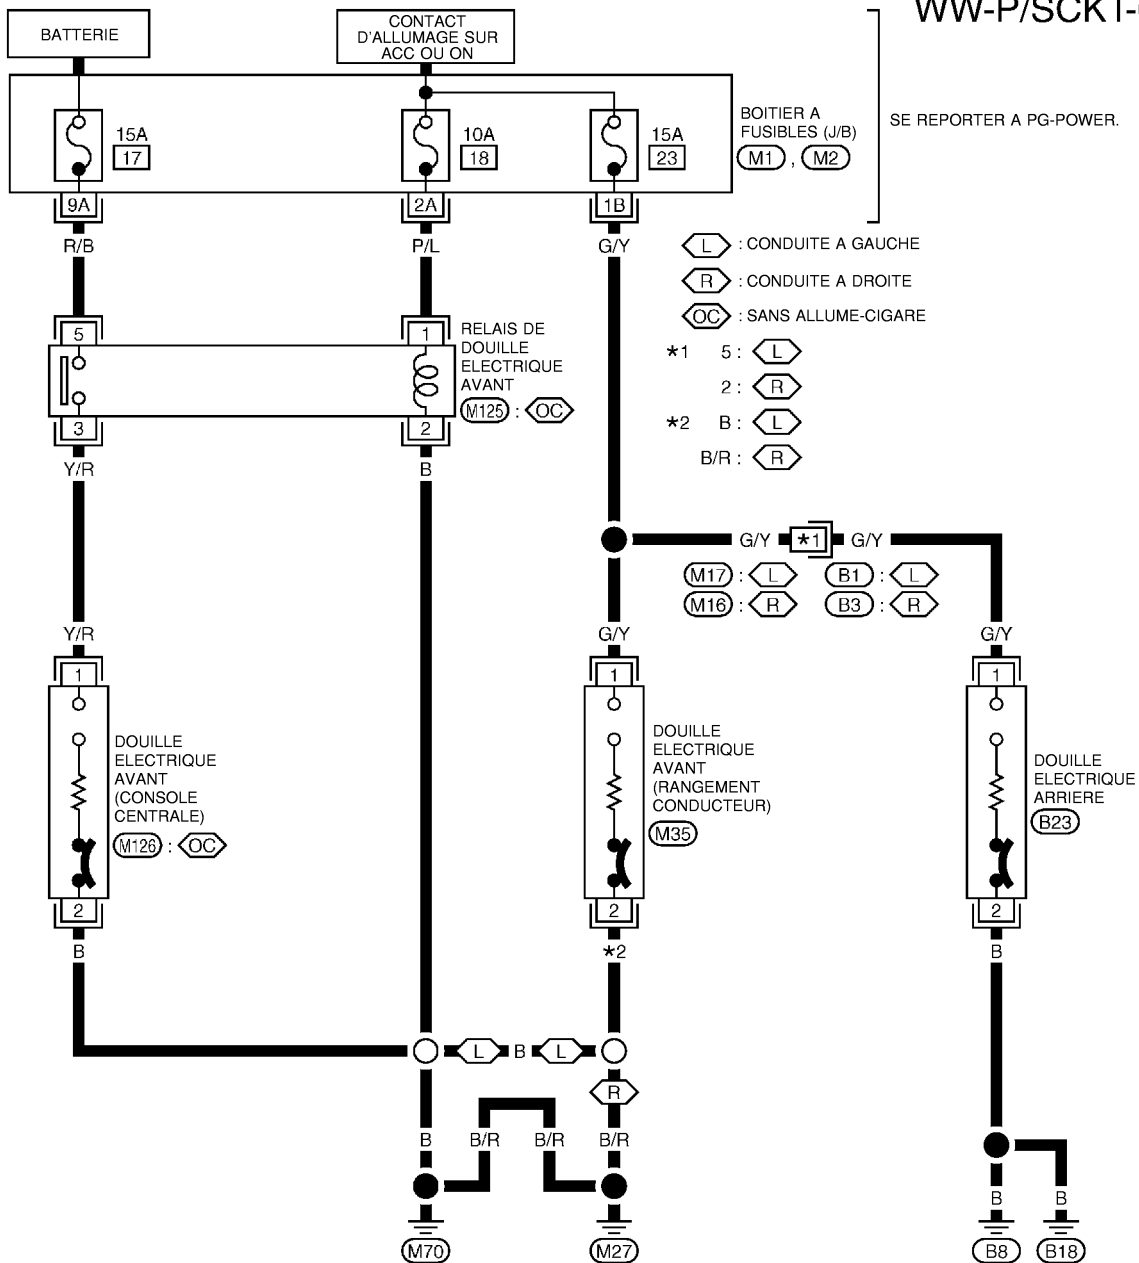 WW-P/SCKT-
BATTERIE
CONTACT
D'ALLUMAGE SUR
ACC OU ON
15A
17
10A
18
15A
23
BOITIER A
FUSIBLES (J/B)
M1 , M2
SE REPORTER A PG-POWER.
9A
2A
1B
R/B
P/L
G/Y
L : CONDUITE A GAUCHE
R : CONDUITE A DROITE
OC : SANS ALLUME-CIGARE
*1 5 : L
2 : R
*2 B : L
B/R : R
5
1
RELAIS DE
DOUILLE
ELECTRIQUE
AVANT
M125 : OC
3
2
Y/R
B
G/Y *1 G/Y
M17 : L B1 : L
M16 : R B3 : R
Y/R
G/Y
G/Y
1
1
1
DOUILLE
ELECTRIQUE
AVANT
(CONSOLE
CENTRALE)
M126 : OC
DOUILLE
ELECTRIQUE
AVANT
(RANGEMENT
CONDUCTEUR)
M35
DOUILLE
ELECTRIQUE
ARRIERE
B23
2
2
2
B
*2
B
L B L
R
B
B/R
B/R
B/R
B
B
M70
M27
B8
B18